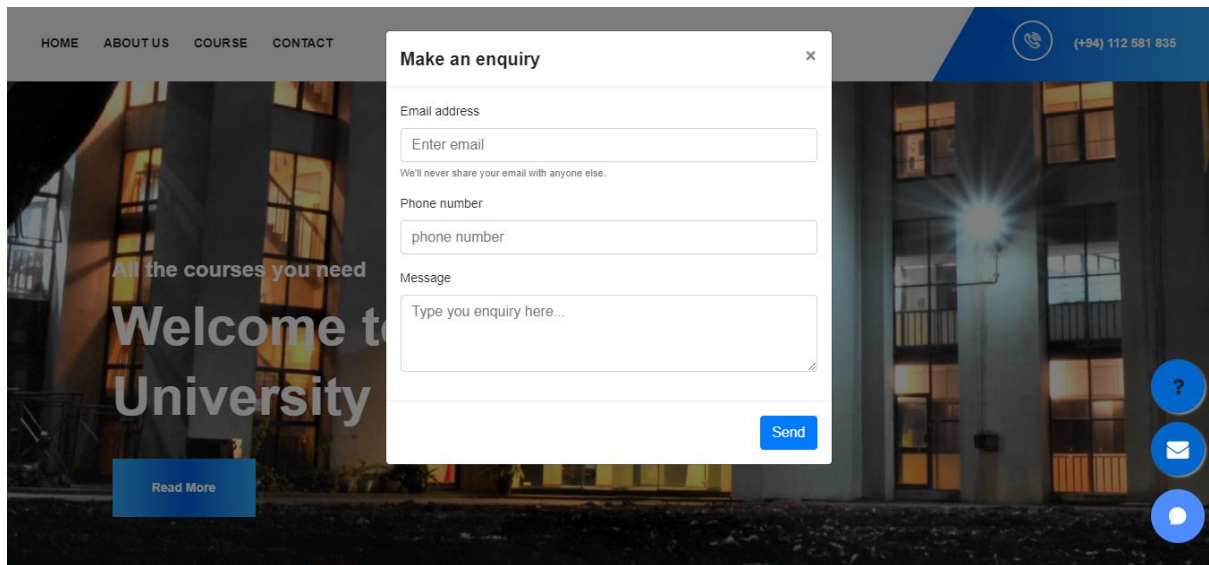 HOME ABOUT US COURSE CONTACT
(+94) 112 581 835
Make an enquiry ×
Email address
Enter email
We'll never share your email with anyone else.
Phone number
phone number
Message
Type you enquiry here...
Send
All the courses you need
Welcome to
University
Read More
?